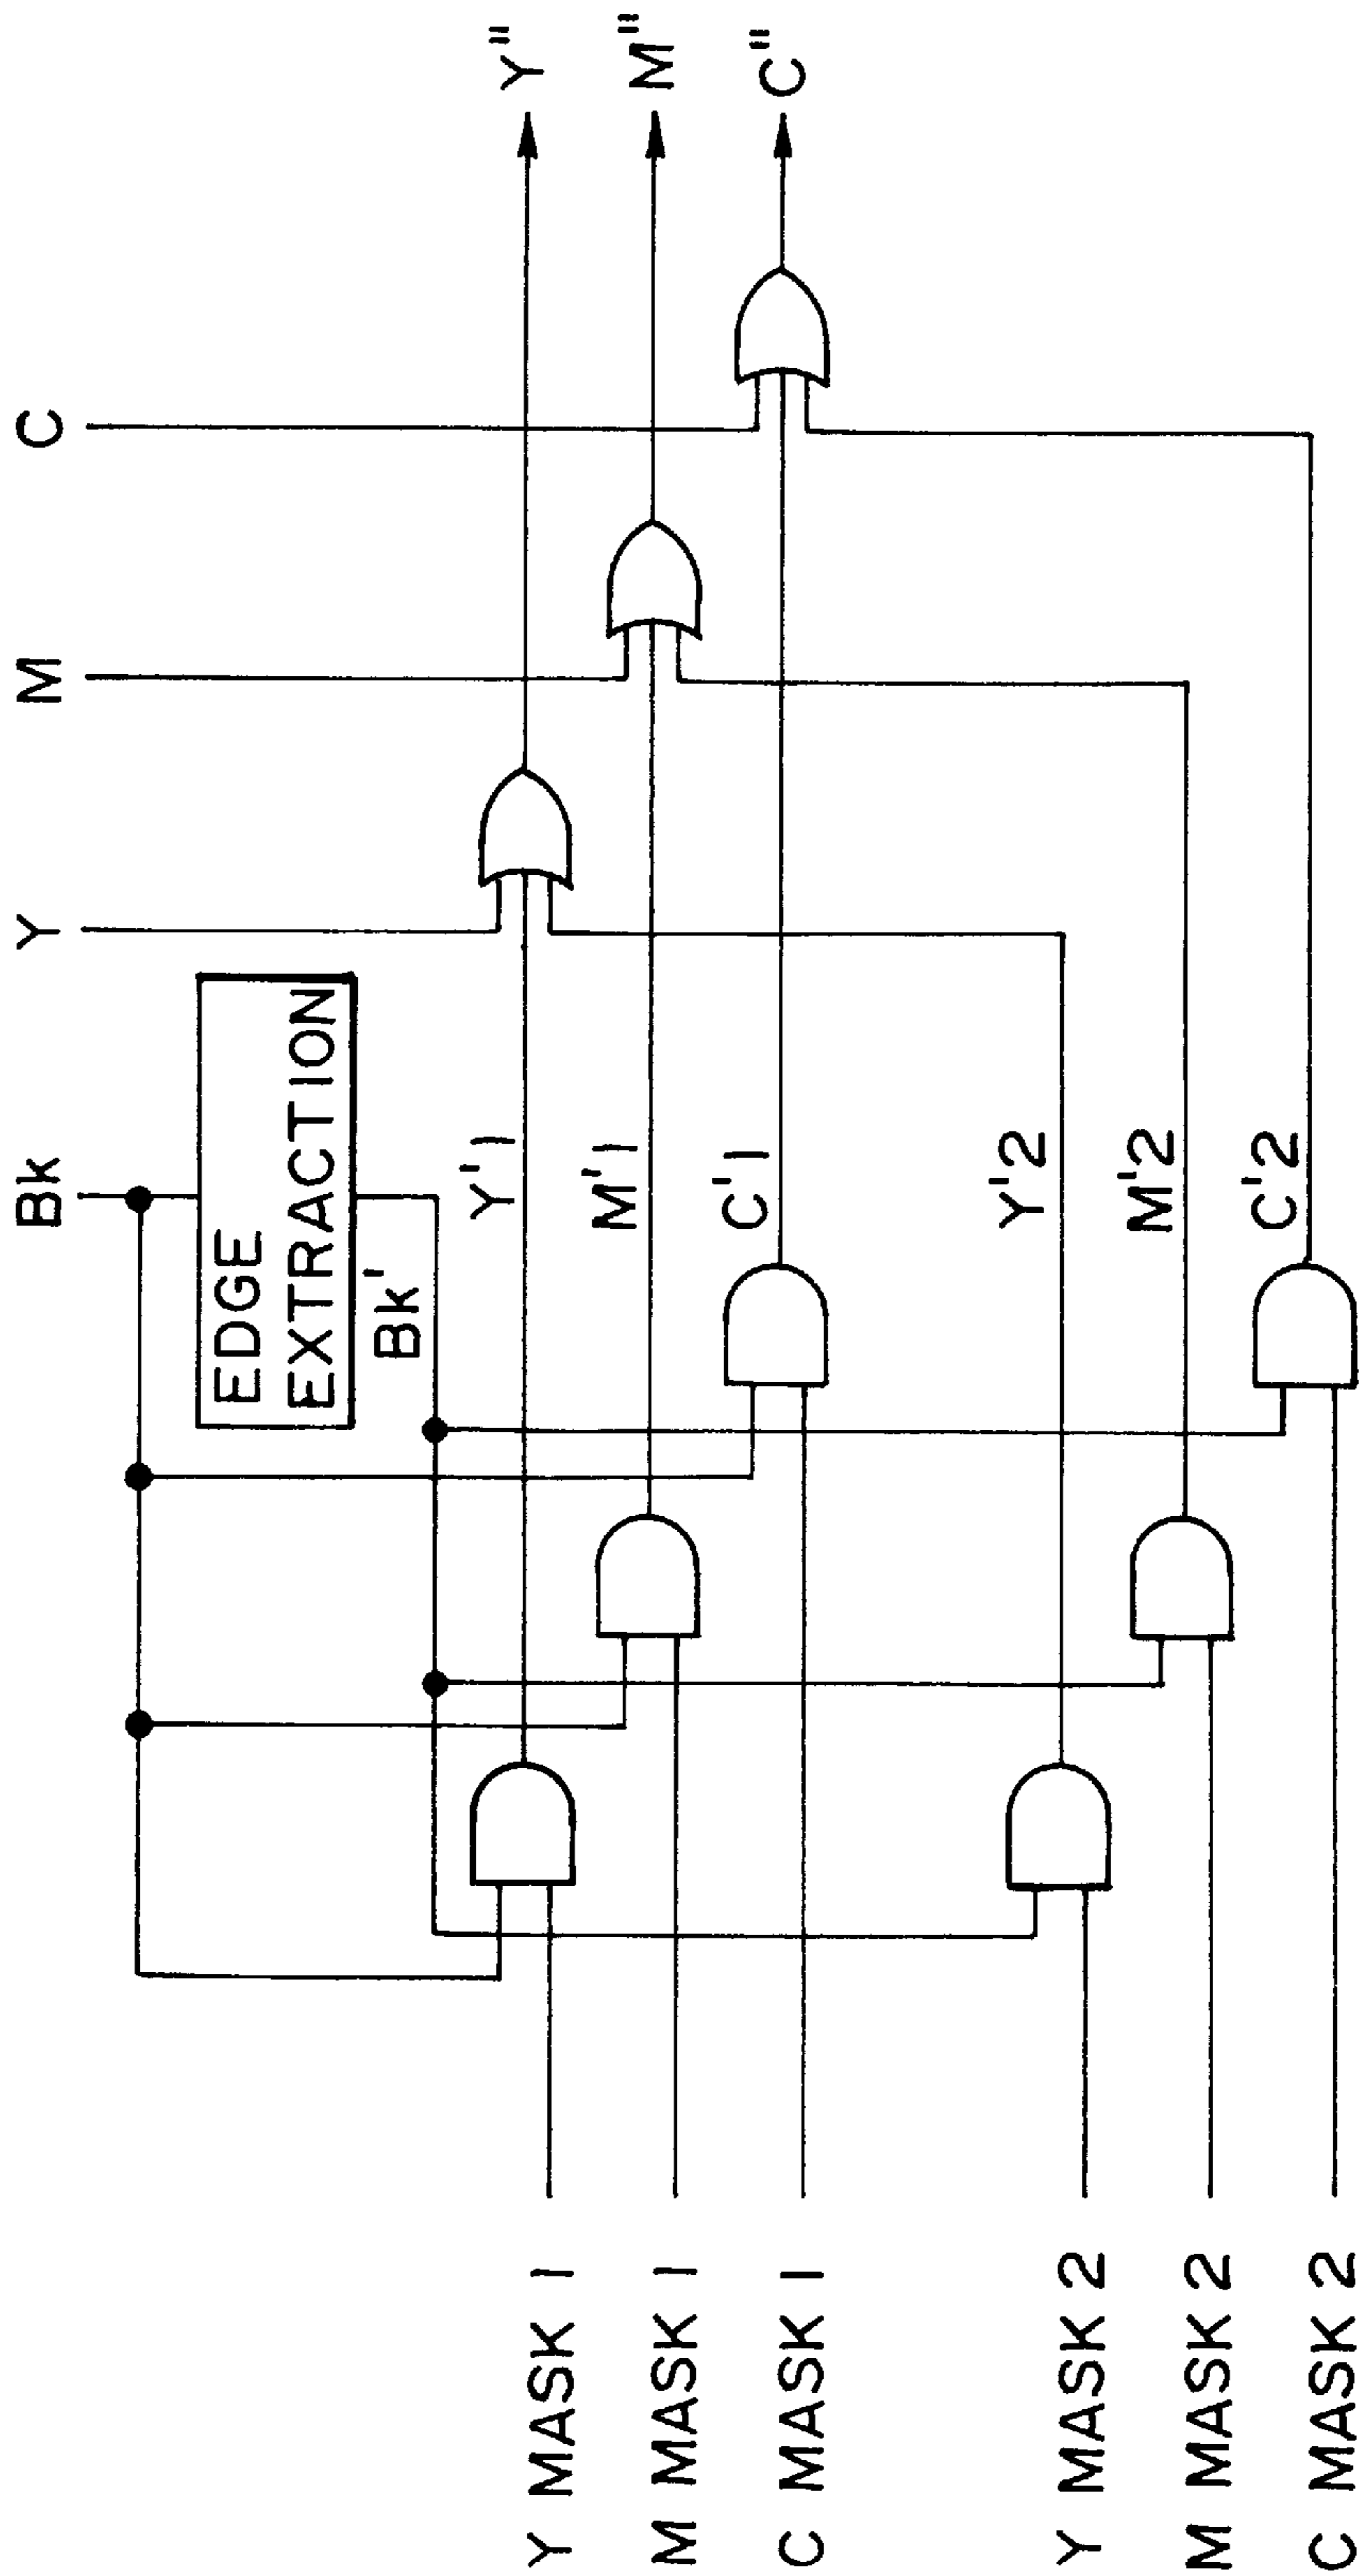 Bk
Y
M
C
EDGE
EXTRACTION
Bk'
Y'1
M'1
C'1
Y'2
M'2
C'2
Y"
M"
C"
Y MASK 1
M MASK 1
C MASK 1
Y MASK 2
M MASK 2
C MASK 2